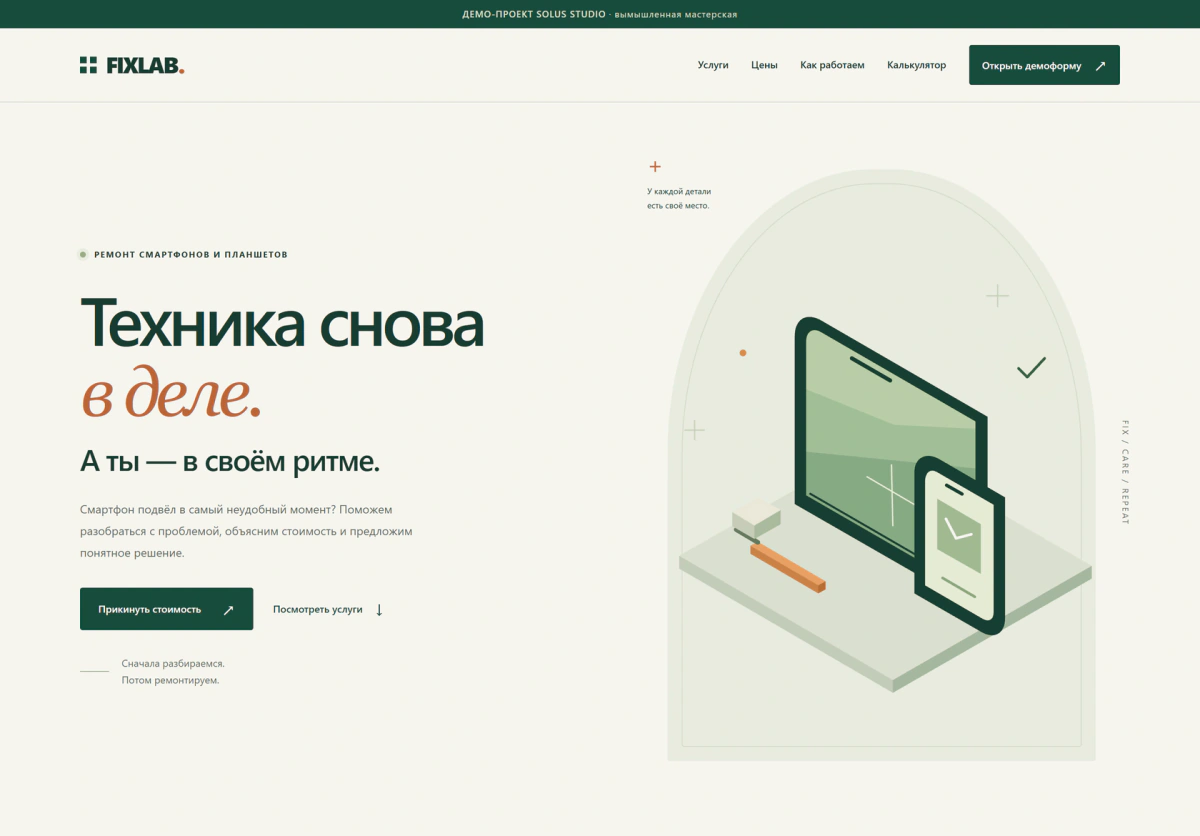 ДЕМО-ПРОЕКТ SOLUS STUDIO · вымышленная мастерская
FIXLAB.
Услуги
Цены
Как работаем
Калькулятор
Открыть демоформу ↗
У каждой детали
есть своё место.
РЕМОНТ СМАРТФОНОВ И ПЛАНШЕТОВ
Техника снова
в деле.
А ты — в своём ритме.
Смартфон подвёл в самый неудобный момент? Поможем
разобраться с проблемой, объясним стоимость и предложим
понятное решение.
Прикинуть стоимость ↗
Посмотреть услуги ↓
Сначала разбираемся.
Потом ремонтируем.
FIX / CARE / REPEAT